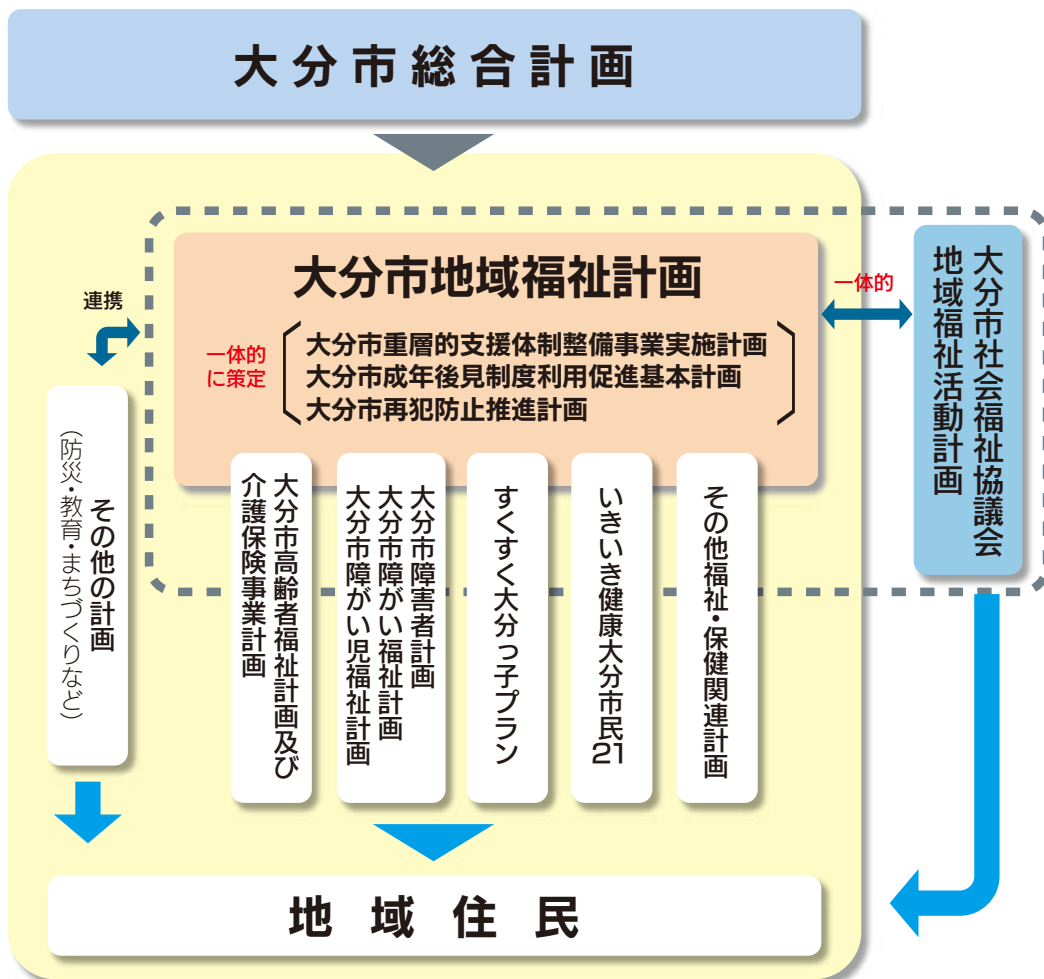 大分市総合計画
大分市地域福祉計画
一体的
に策定
大分市重層的支援体制整備事業実施計画
大分市成年後見制度利用促進基本計画
大分市再犯防止推進計画
一体的
大分市社会福祉協議会
地域福祉活動計画
連携
その他の計画
(防災・教育・まちづくりなど)
大分市高齢者福祉計画及び
介護保険事業計画
大分市障害者計画
大分市障がい福祉計画
大分市障がい児福祉計画
すくすく大分っ子プラン
いきいき健康大分市民21
その他福祉・保健関連計画
地域住民